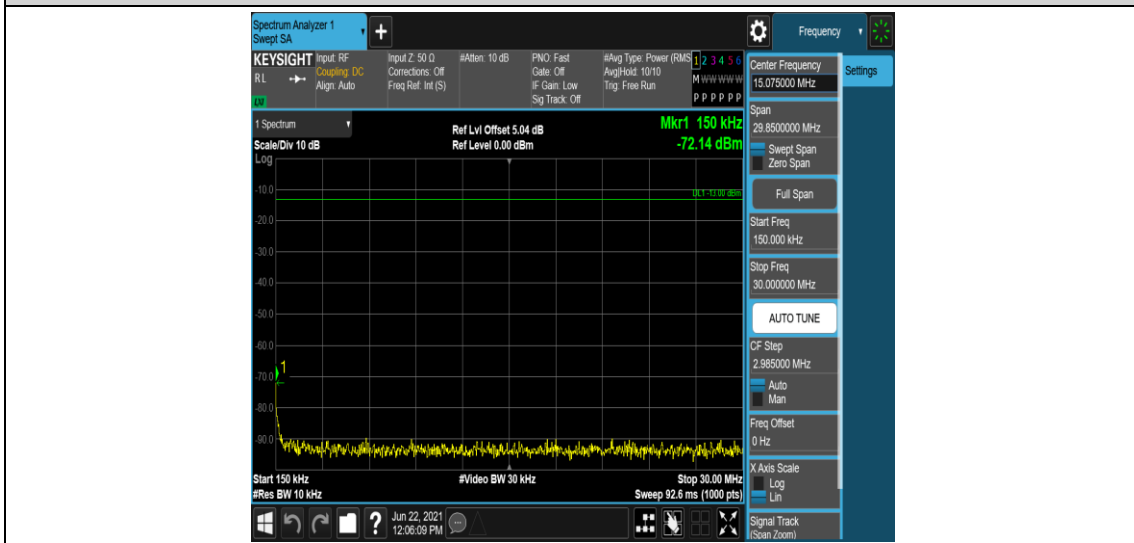 Spectrum Analyzer 1
Swept SA
+
Frequency
KEYSIGHT
RL
Input: RF
Coupling: DC
Align: Auto
Input Z: 50 Ω
Corrections: Off
Freq Ref: Int (S)
#Atten: 10 dB
PNO: Fast
Gate: Off
IF Gain: Low
Sig Track: Off
#Avg Type: Power (RMS
Avg|Hold: 10/10
Trig: Free Run
1 2 3 4 5 6
M W W W W W
P P P P P P
1 Spectrum
Scale/Div 10 dB
Ref Lvl Offset 5.04 dB
Ref Level 0.00 dBm
Mkr1 150 kHz
-72.14 dBm
Log
DL1 -13.00 dBm
-10.0
-20.0
-30.0
-40.0
-50.0
-60.0
1
-70.0
-80.0
-90.0
Start 150 kHz
#Res BW 10 kHz
#Video BW 30 kHz
Stop 30.00 MHz
Sweep 92.6 ms (1000 pts)
?
Jun 22, 2021
12:06:09 PM
Center Frequency
15.075000 MHz
Settings
Span
29.8500000 MHz
Swept Span
Zero Span
Full Span
Start Freq
150.000 kHz
Stop Freq
30.000000 MHz
AUTO TUNE
CF Step
2.985000 MHz
Auto
Man
Freq Offset
0 Hz
X Axis Scale
Log
Lin
Signal Track
(Span Zoom)